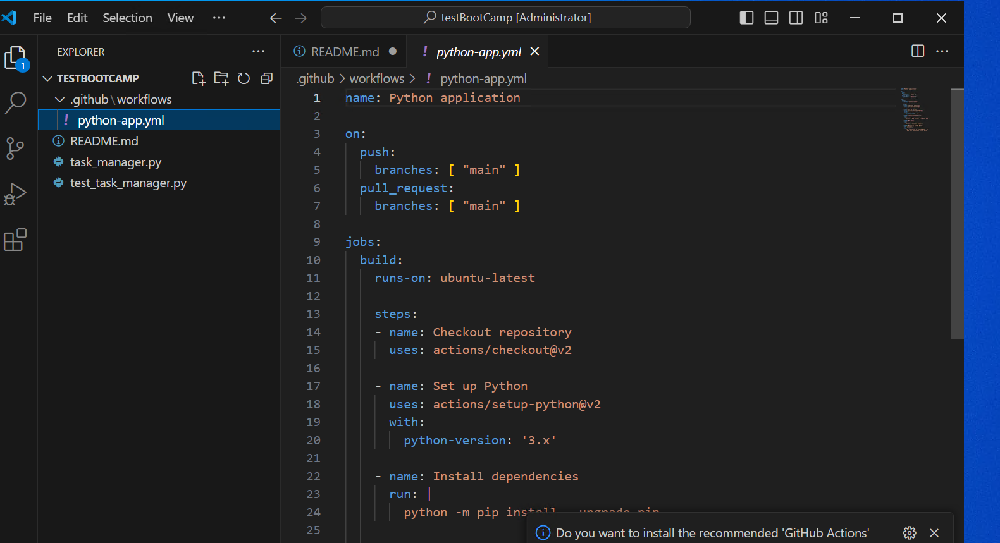 File Edit Selection View ··· testBootCamp [Administrator]
EXPLORER ···
TESTBOOTCAMP
.github\workflows
! python-app.yml
README.md
task_manager.py
test_task_manager.py
1
README.md ● ! python-app.yml
.github > workflows > ! python-app.yml
1 name: Python application
2
3 on:
4 push:
5 branches: [ "main" ]
6 pull_request:
7 branches: [ "main" ]
8
9 jobs:
10 build:
11 runs-on: ubuntu-latest
12
13 steps:
14 - name: Checkout repository
15 uses: actions/checkout@v2
16
17 - name: Set up Python
18 uses: actions/setup-python@v2
19 with:
20 python-version: '3.x'
21
22 - name: Install dependencies
23 run: |
24 python -m pip install --upgrade pip
25
Do you want to install the recommended 'GitHub Actions'